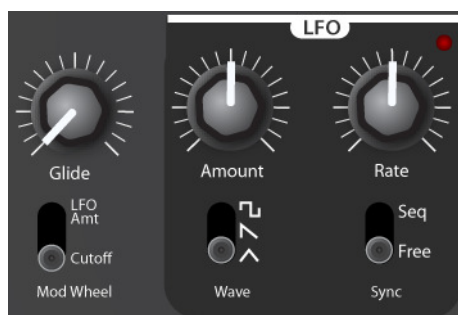 LFO
Glide
Amount
Rate
LFO
Amt
Cutoff
Seq
Free
Mod Wheel
Wave
Sync